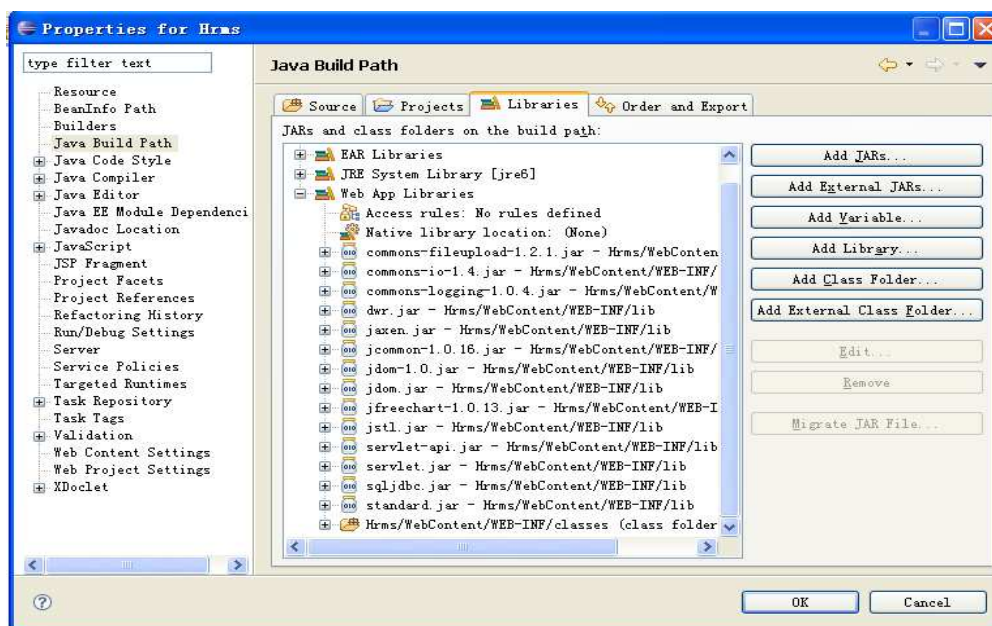 Properties for Hrms
type filter text
Resource
BeanInfo Path
Builders
Java Build Path
Java Code Style
Java Compiler
Java Editor
Java EE Module Dependenci
Javadoc Location
JavaScript
JSP Fragment
Project Facets
Project References
Refactoring History
Run/Debug Settings
Server
Service Policies
Targeted Runtimes
Task Repository
Task Tags
Validation
Web Content Settings
Web Project Settings
XDoclet
Java Build Path
Source Projects Libraries Order and Export
JARs and class folders on the build path:
EAR Libraries
JRE System Library [jre6]
Web App Libraries
Access rules: No rules defined
Native library location: (None)
commons-fileupload-1.2.1.jar - Hrms/WebConten
commons-io-1.4.jar - Hrms/WebContent/WEB-INF/
commons-logging-1.0.4.jar - Hrms/WebContent/W
dwr.jar - Hrms/WebContent/WEB-INF/lib
jaxen.jar - Hrms/WebContent/WEB-INF/lib
jcommon-1.0.16.jar - Hrms/WebContent/WEB-INF/
jdom-1.0.jar - Hrms/WebContent/WEB-INF/lib
jdom.jar - Hrms/WebContent/WEB-INF/lib
jfreechart-1.0.13.jar - Hrms/WebContent/WEB-I
jstl.jar - Hrms/WebContent/WEB-INF/lib
servlet-api.jar - Hrms/WebContent/WEB-INF/lib
servlet.jar - Hrms/WebContent/WEB-INF/lib
sqljdbc.jar - Hrms/WebContent/WEB-INF/lib
standard.jar - Hrms/WebContent/WEB-INF/lib
Hrms/WebContent/WEB-INF/classes (class folder
Add JARs...
Add External JARs...
Add Variable...
Add Library...
Add Class Folder...
Add External Class Folder...
Edit...
Remove
Migrate JAR File...
OK
Cancel